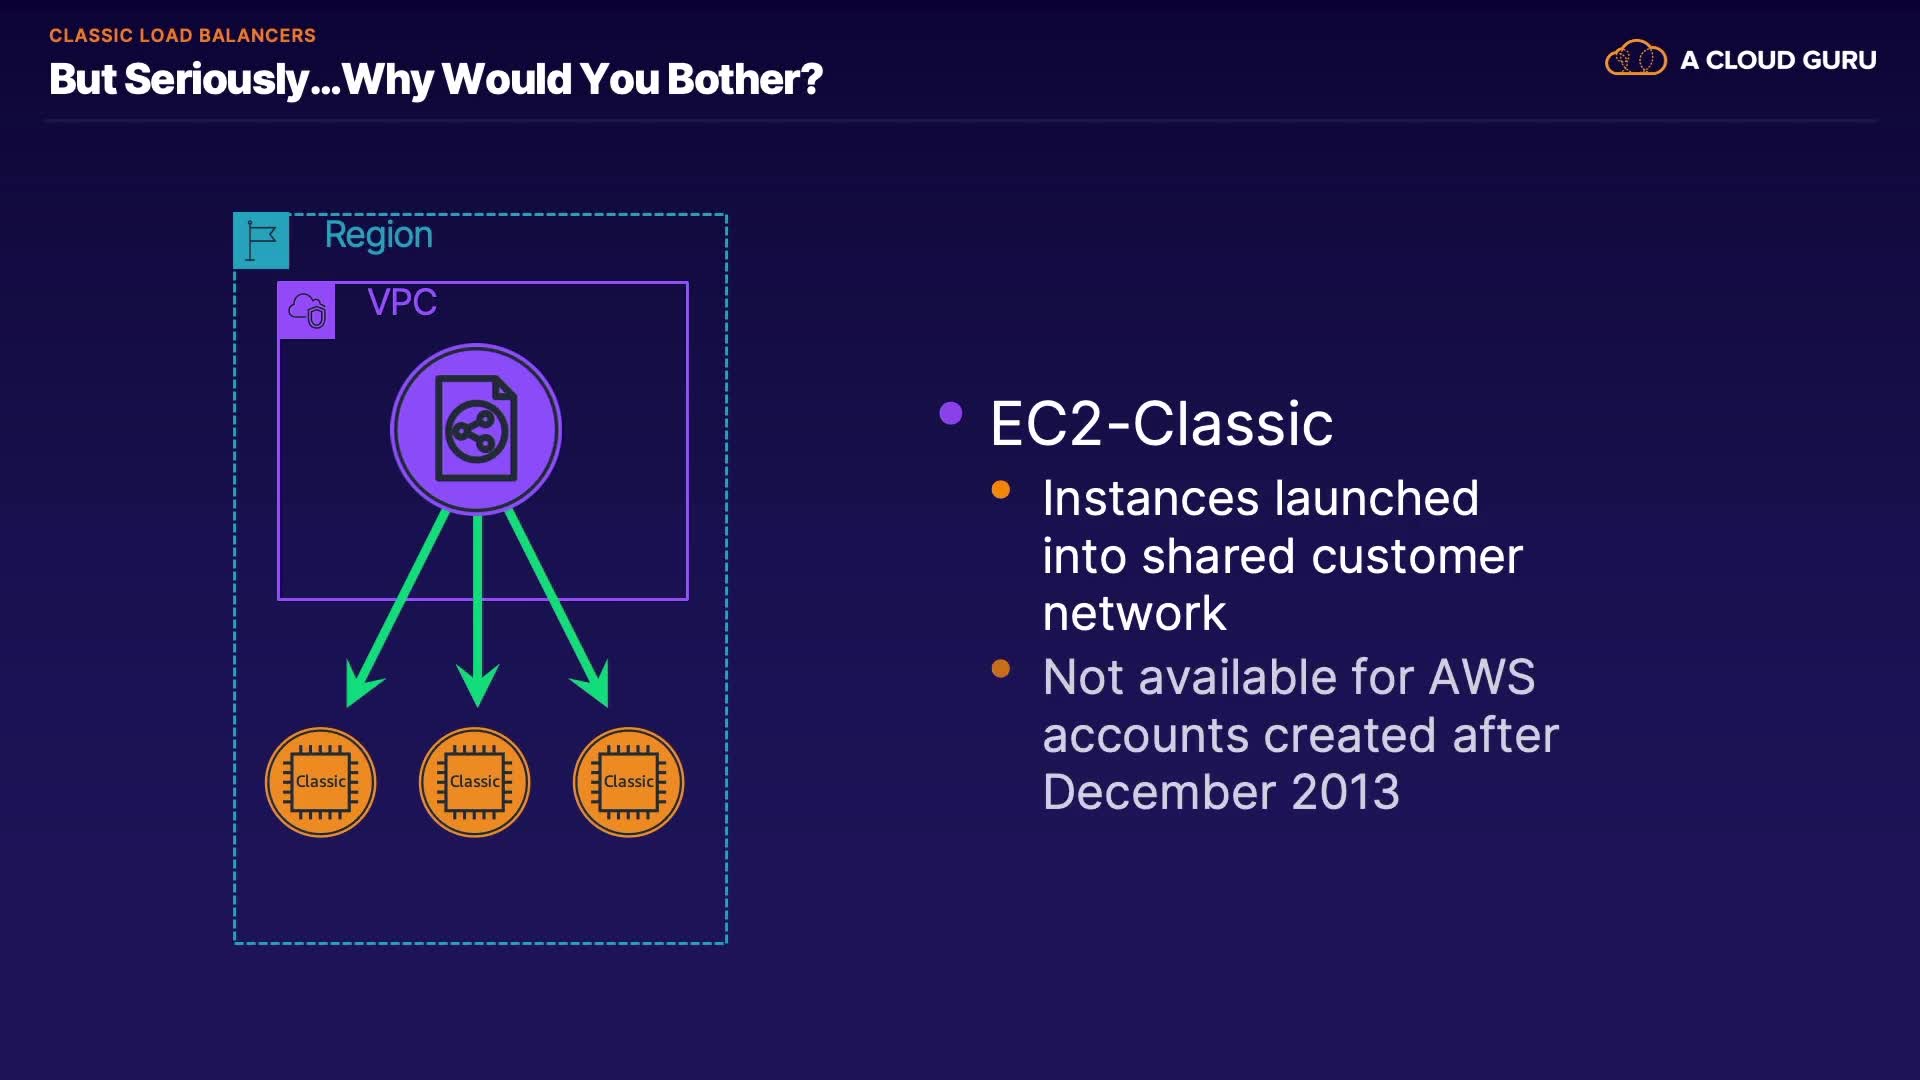 CLASSIC LOAD BALANCERS
But Seriously...Why Would You Bother?
A CLOUD GURU
Region
VPC
Classic
Classic
Classic
EC2-Classic
Instances launched
into shared customer
network
Not available for AWS
accounts created after
December 2013